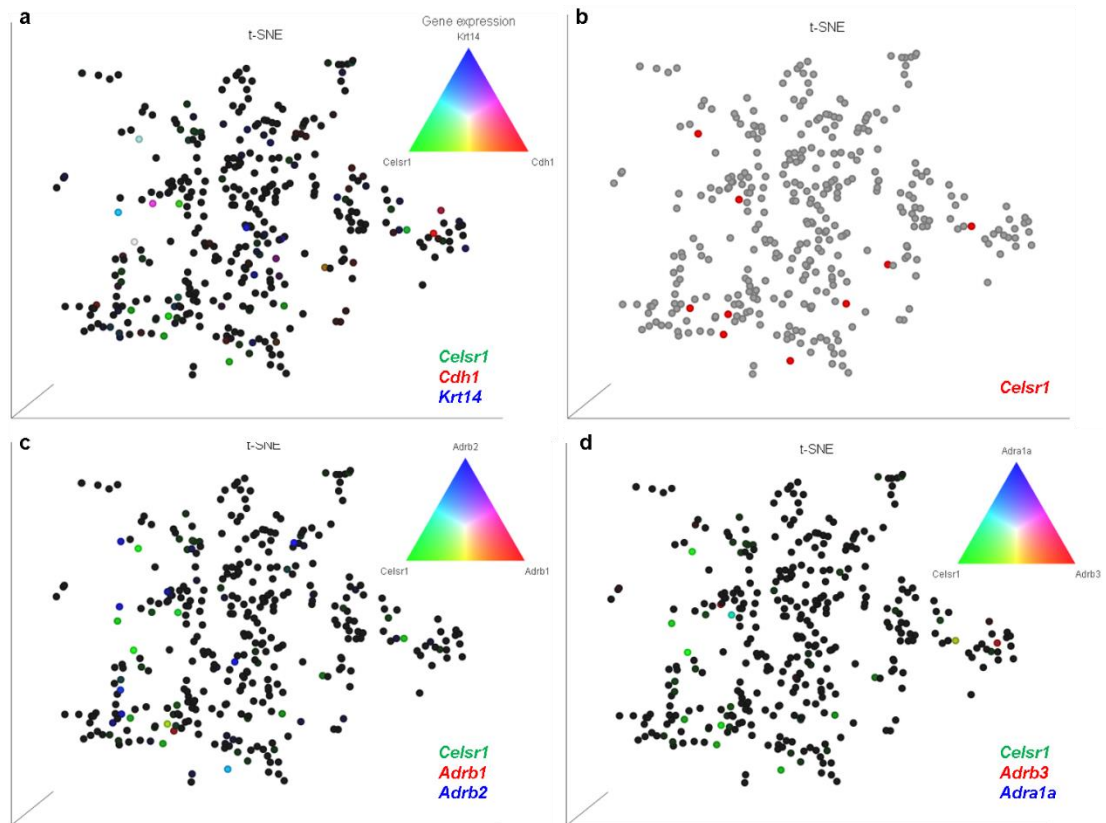 a
t-SNE
Gene expression
Krt14
Celsr1
Cdh1
Celsr1
Cdh1
Krt14
b
t-SNE
Celsr1
c
t-SNE
Adrb2
Celsr1
Adrb1
Celsr1
Adrb1
Adrb2
d
t-SNE
Adra1a
Celsr1
Adrb3
Celsr1
Adrb3
Adra1a